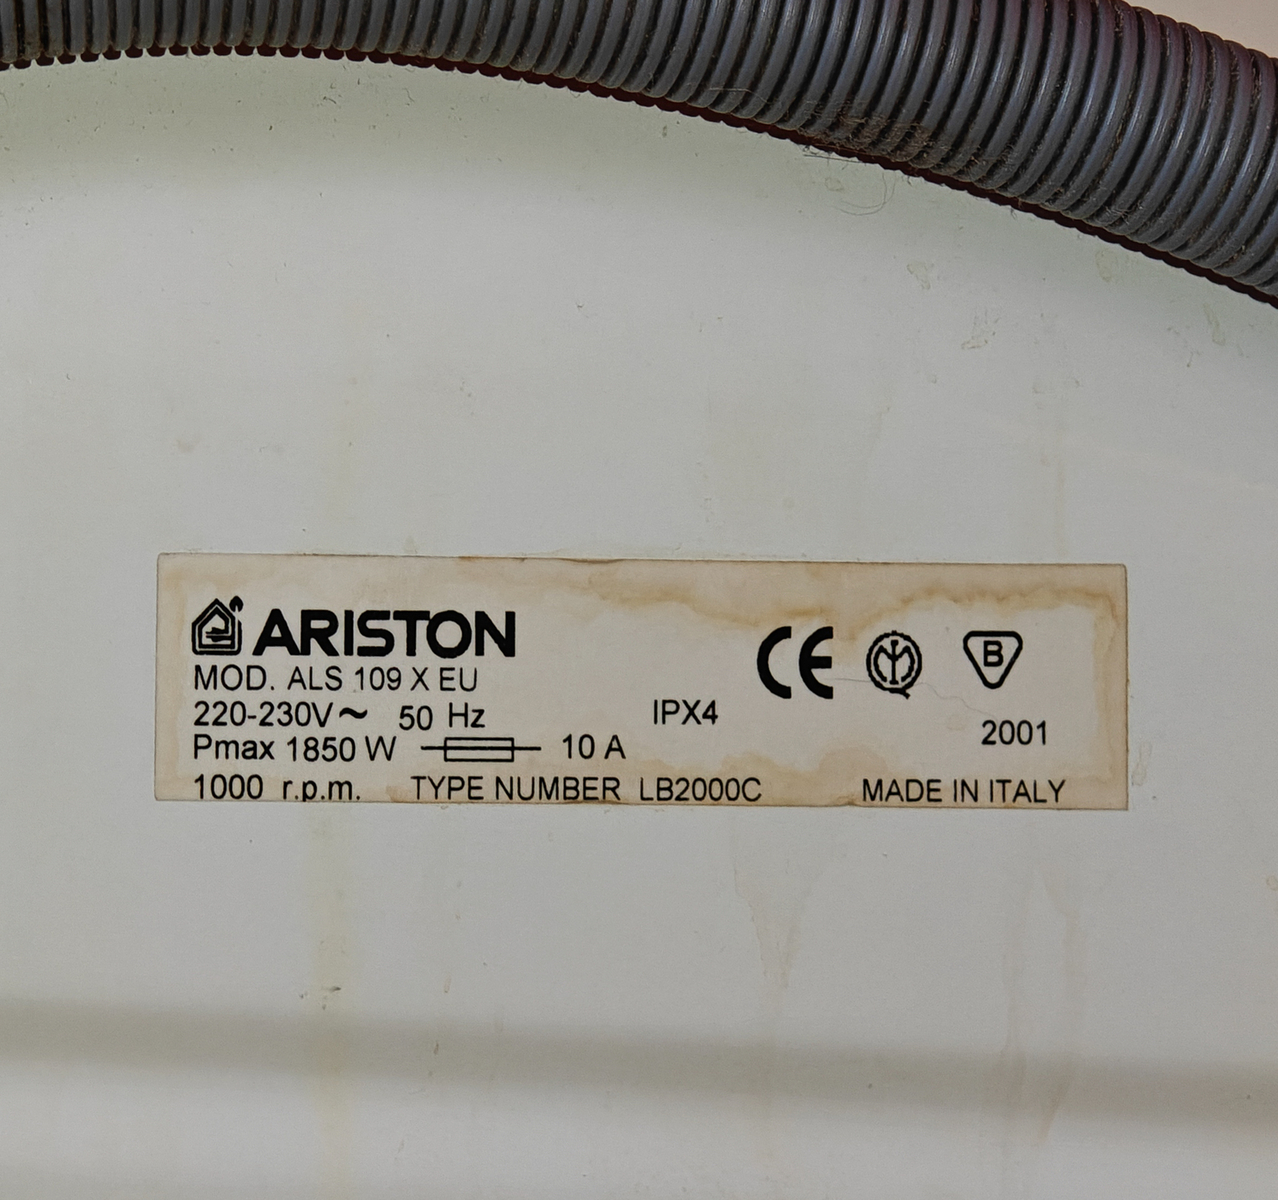 ARISTON
MOD. ALS 109 X EU
220-230V~ 50 Hz IPX4
Pmax 1850 W 10 A
1000 r.p.m. TYPE NUMBER LB2000C
CE
B
2001
MADE IN ITALY